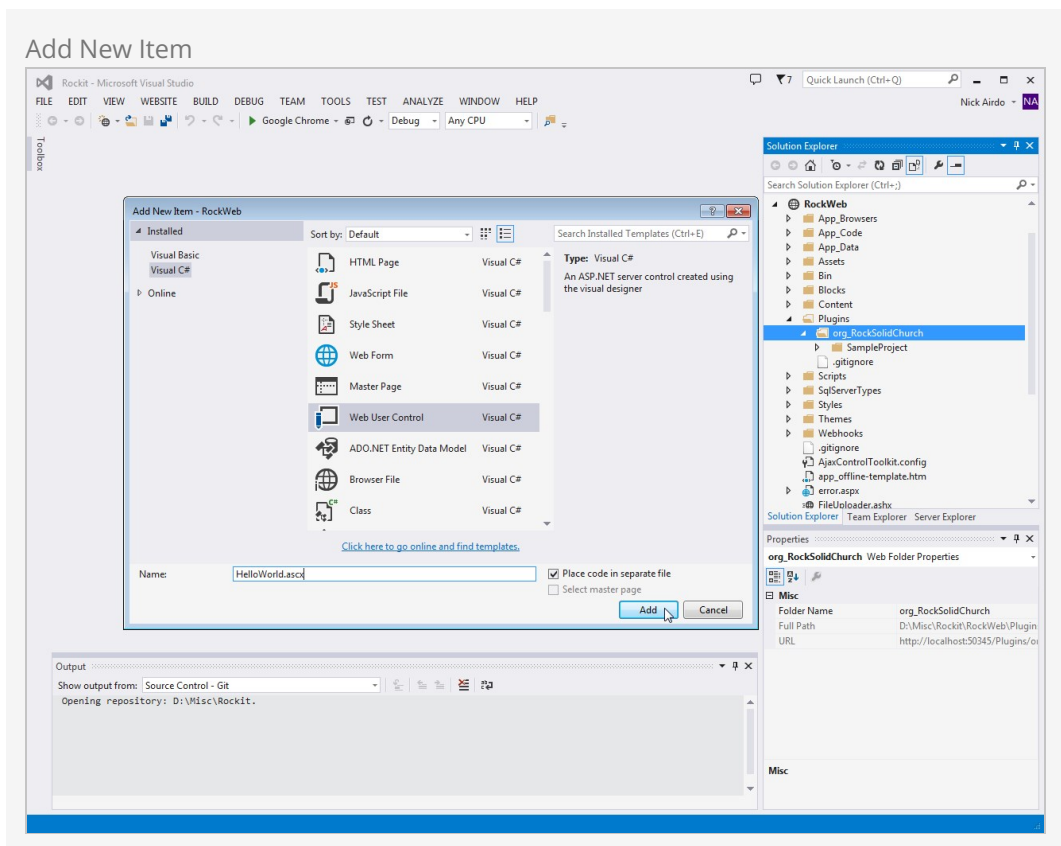 Add New Item
Rockit - Microsoft Visual Studio
7
Quick Launch (Ctrl+Q)
FILE EDIT VIEW WEBSITE BUILD DEBUG TEAM TOOLS TEST ANALYZE WINDOW HELP
Nick Airdo
NA
Google Chrome
Debug
Any CPU
Toolbox
Add New Item - RockWeb
Installed
Visual Basic
Visual C#
Online
Sort by: Default
Search Installed Templates (Ctrl+E)
HTML Page Visual C#
JavaScript File Visual C#
Style Sheet Visual C#
Web Form Visual C#
Master Page Visual C#
Web User Control Visual C#
ADO.NET Entity Data Model Visual C#
Browser File Visual C#
Class Visual C#
Type: Visual C#
An ASP.NET server control created using
the visual designer
Click here to go online and find templates.
Name: HelloWorld.ascx
Place code in separate file
Select master page
Add
Cancel
Solution Explorer
Search Solution Explorer (Ctrl+;)
RockWeb
App_Browsers
App_Code
App_Data
Assets
Bin
Blocks
Content
Plugins
org_RockSolidChurch
SampleProject
.gitignore
Scripts
SqlServerTypes
Styles
Themes
Webhooks
.gitignore
AjaxControlToolkit.config
app_offline-template.htm
error.aspx
FileUploader.ashx
Solution Explorer Team Explorer Server Explorer
Properties
org_RockSolidChurch Web Folder Properties
Misc
Folder Name org_RockSolidChurch
Full Path D:\Misc\Rockit\RockWeb\Plugin
URL http://localhost:50345/Plugins/o
Misc
Output
Show output from: Source Control - Git
Opening repository: D:\Misc\Rockit.